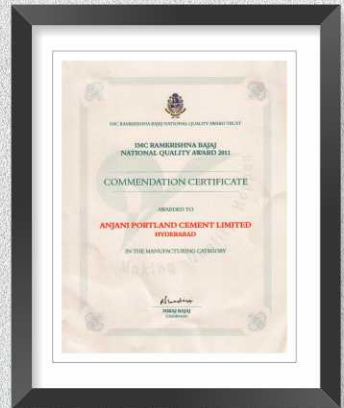 IMC RAMKRISHNA BAJAJ NATIONAL QUALITY AWARD TRUST
IMC RAMKRISHNA BAJAJ
NATIONAL QUALITY AWARD 2011
COMMENDATION CERTIFICATE
AWARDED TO
ANJANI PORTLAND CEMENT LIMITED
HYDERABAD
IN THE MANUFACTURING CATEGORY
NIRAJ BAJAJ
CHAIRMAN